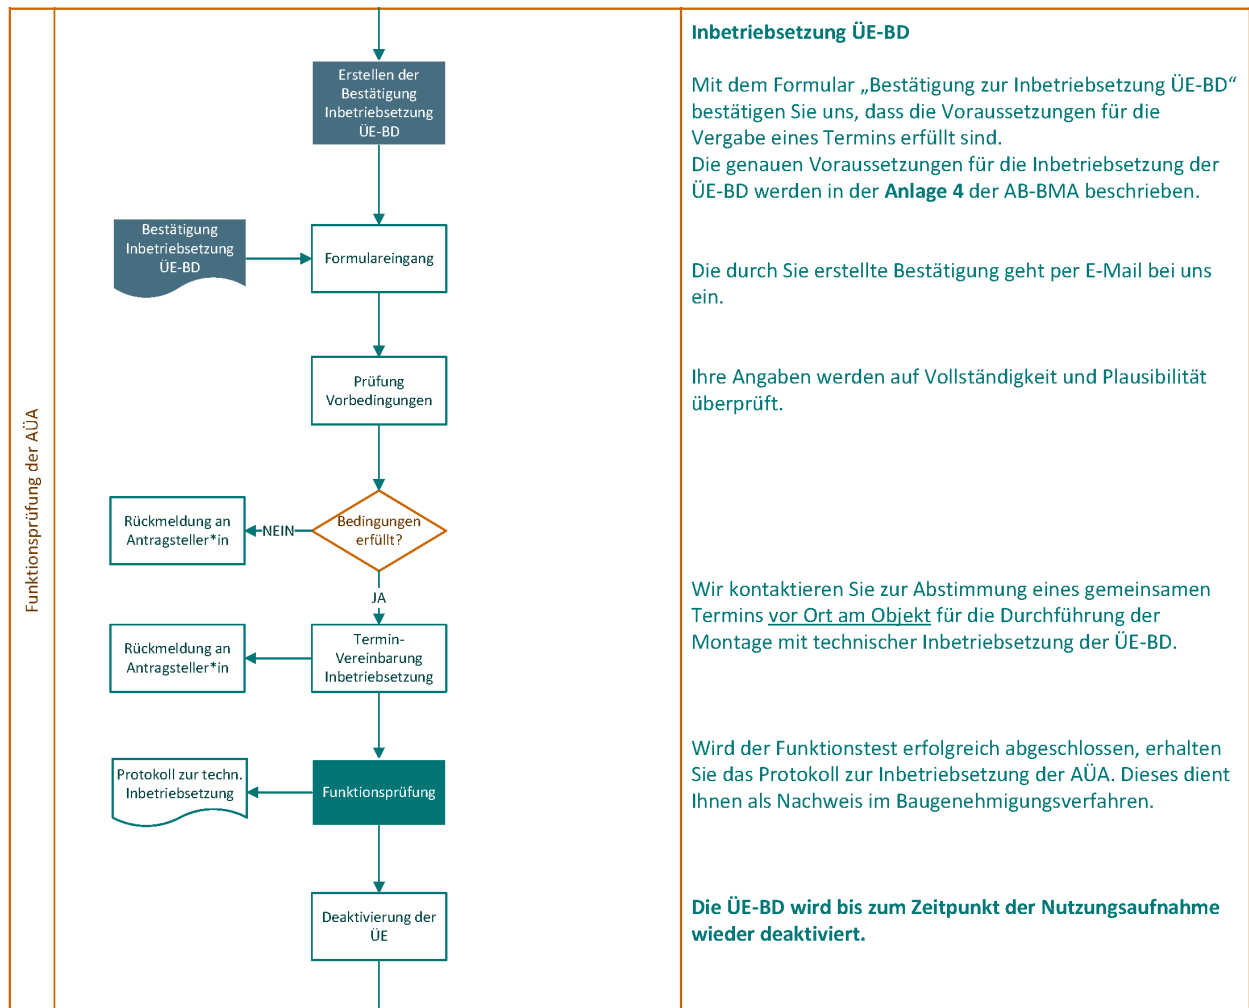 Funktionsprüfung der AÜA
Erstellen der
Bestätigung
Inbetriebsetzung
ÜE-BD
Bestätigung
Inbetriebsetzung
ÜE-BD
Formulareingang
Prüfung
Vorbedingungen
Bedingungen
erfüllt?
NEIN
Rückmeldung an
Antragsteller*in
JA
Termin-
Vereinbarung
Inbetriebsetzung
Rückmeldung an
Antragsteller*in
Funktionsprüfung
Protokoll zur techn.
Inbetriebsetzung
Deaktivierung der
ÜE
Inbetriebsetzung ÜE-BD
Mit dem Formular „Bestätigung zur Inbetriebsetzung ÜE-BD“
bestätigen Sie uns, dass die Voraussetzungen für die
Vergabe eines Termins erfüllt sind.
Die genauen Voraussetzungen für die Inbetriebsetzung der
ÜE-BD werden in der Anlage 4 der AB-BMA beschrieben.
Die durch Sie erstellte Bestätigung geht per E-Mail bei uns
ein.
Ihre Angaben werden auf Vollständigkeit und Plausibilität
überprüft.
Wir kontaktieren Sie zur Abstimmung eines gemeinsamen
Termins vor Ort am Objekt für die Durchführung der
Montage mit technischer Inbetriebsetzung der ÜE-BD.
Wird der Funktionstest erfolgreich abgeschlossen, erhalten
Sie das Protokoll zur Inbetriebsetzung der AÜA. Dieses dient
Ihnen als Nachweis im Baugenehmigungsverfahren.
Die ÜE-BD wird bis zum Zeitpunkt der Nutzungsaufnahme
wieder deaktiviert.